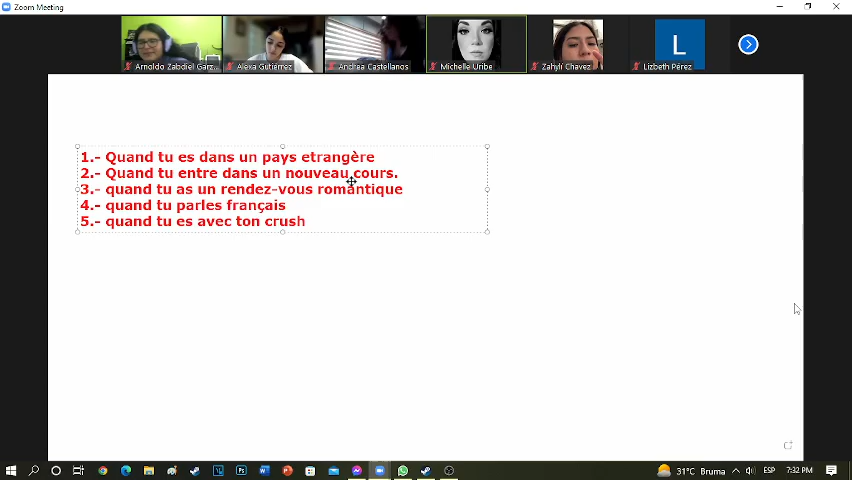 Zoom Meeting
Arnoldo Zabdiel Garz...
Alexa Gutiérrez
Andrea Castellanos
Michelle Uribe
Zahyli Chavez
L
Lizbeth Pérez
1.- Quand tu es dans un pays etrangère
2.- Quand tu entre dans un nouveau cours.
3.- quand tu as un rendez-vous romantique
4.- quand tu parles français
5.- quand tu es avec ton crush
31°C Bruma
ESP
7:32 PM